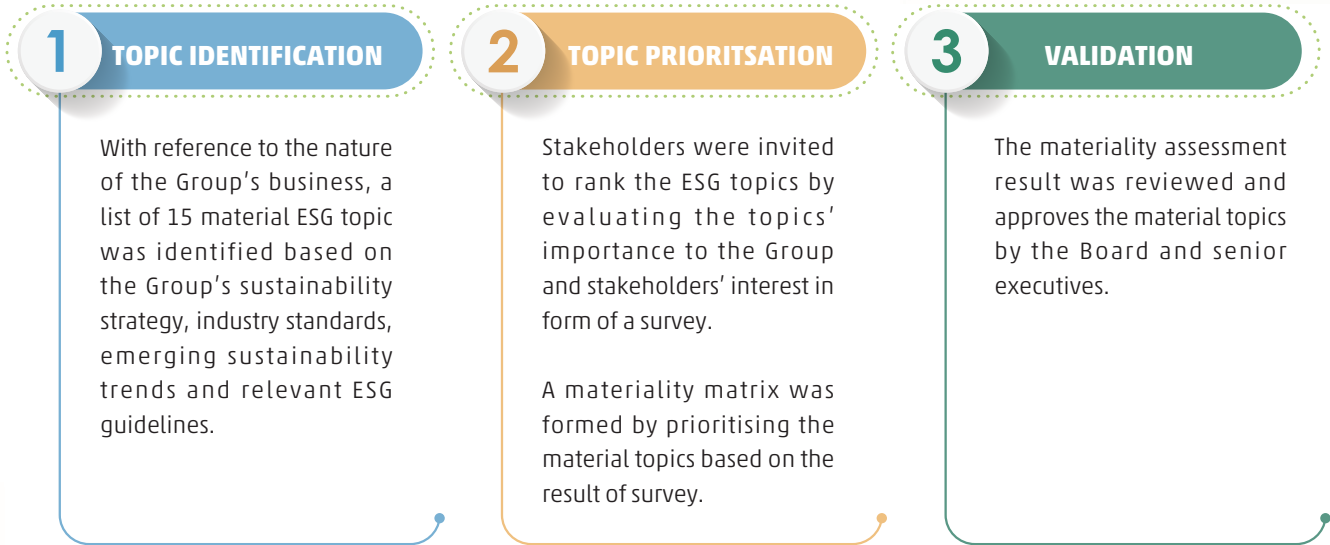 1 TOPIC IDENTIFICATION
With reference to the nature
of the Group's business, a
list of 15 material ESG topic
was identified based on
the Group's sustainability
strategy, industry standards,
emerging sustainability
trends and relevant ESG
guidelines.
2 TOPIC PRIORITSATION
Stakeholders were invited
to rank the ESG topics by
evaluating the topics'
importance to the Group
and stakeholders' interest in
form of a survey.
A materiality matrix was
formed by prioritising the
material topics based on the
result of survey.
3 VALIDATION
The materiality assessment
result was reviewed and
approves the material topics
by the Board and senior
executives.